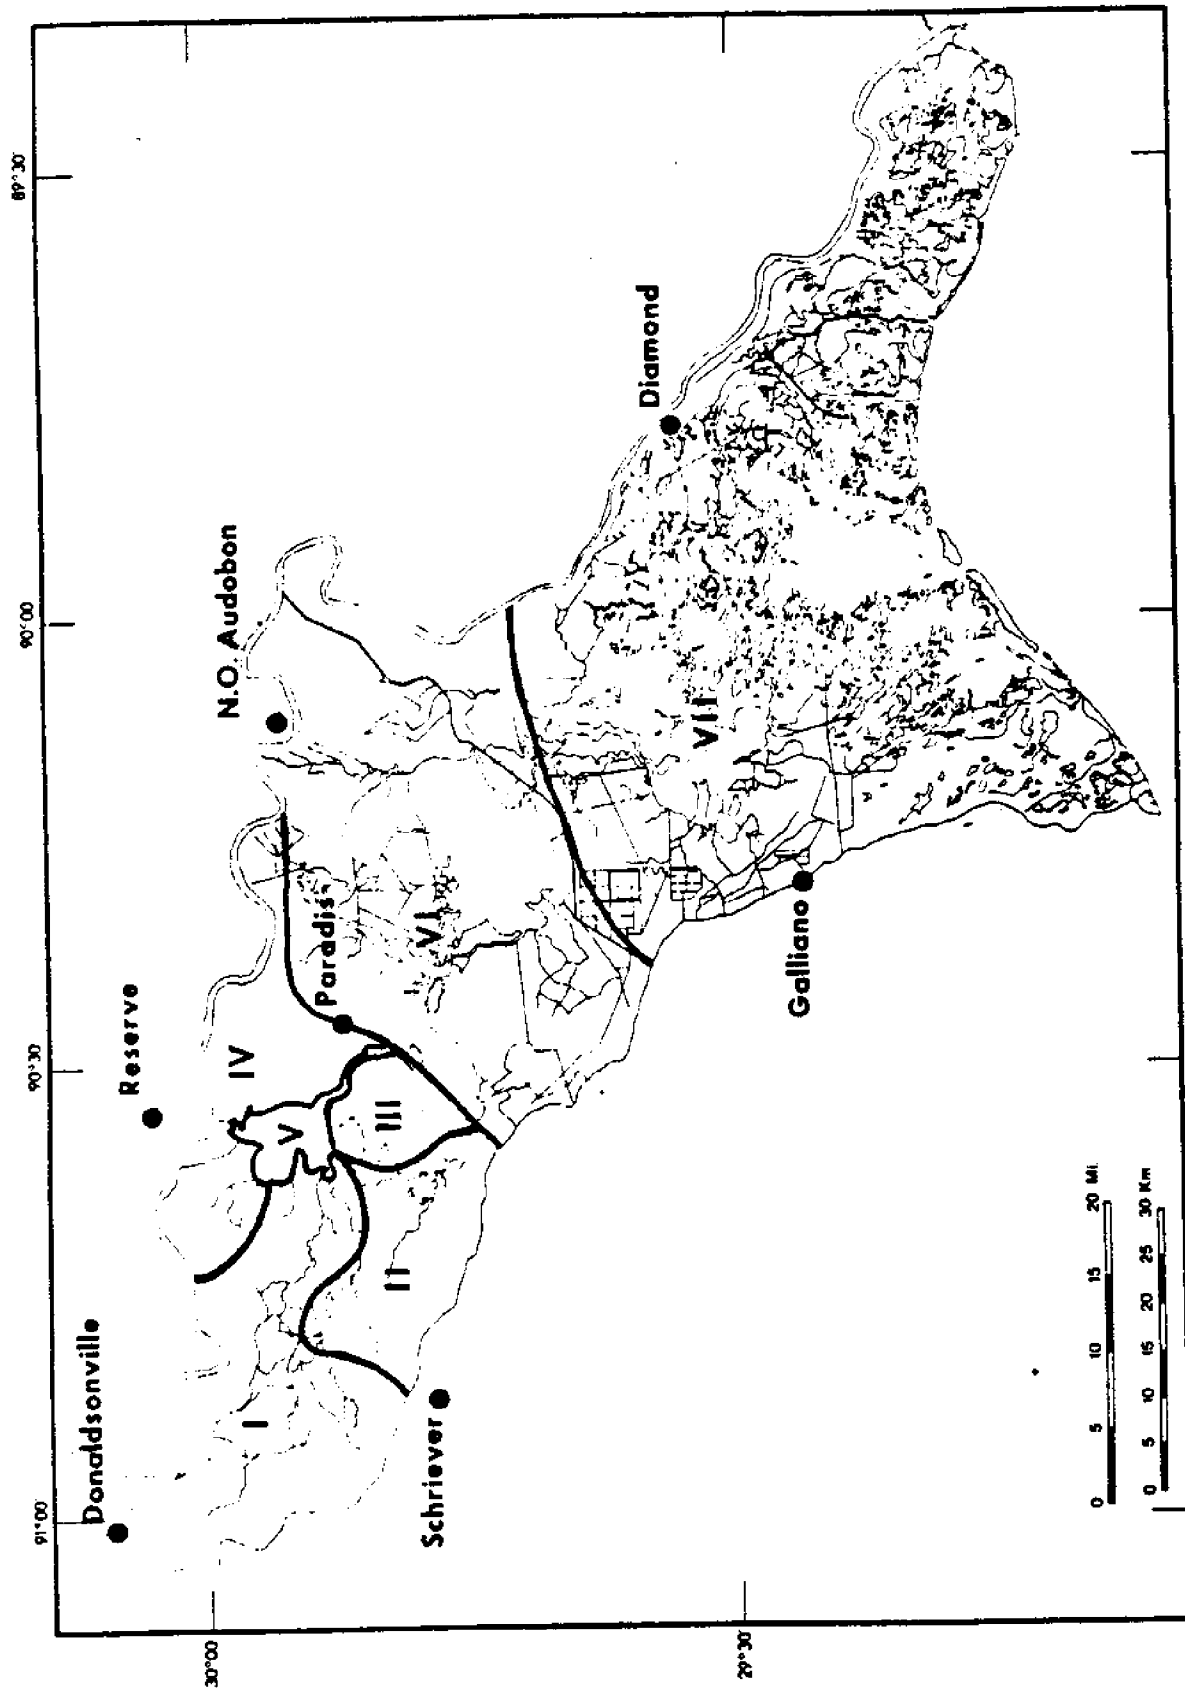 91°00'
90°30'
90°00
89°30'
Donaldsonville
Reserve
N.O. Audobon
Diamond
Paradis
Schriever
Galliano
I
II
III
IV
V
VI
VII
30°00
29°30'
0 5 10 15 20 Mi.
0 5 10 15 20 25 30 Km